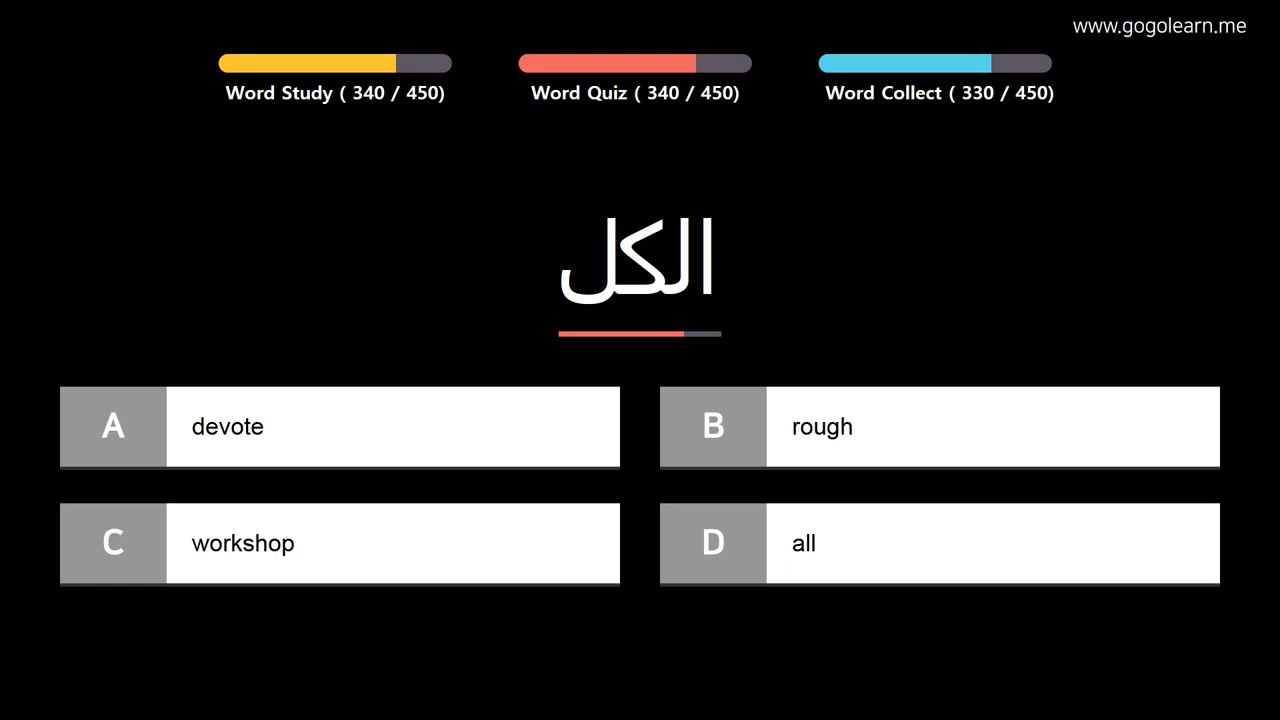 www.gogolearn.me
Word Study ( 340 / 450)
Word Quiz ( 340 / 450)
Word Collect ( 330 / 450)
الكل
A devote
B rough
C workshop
D all